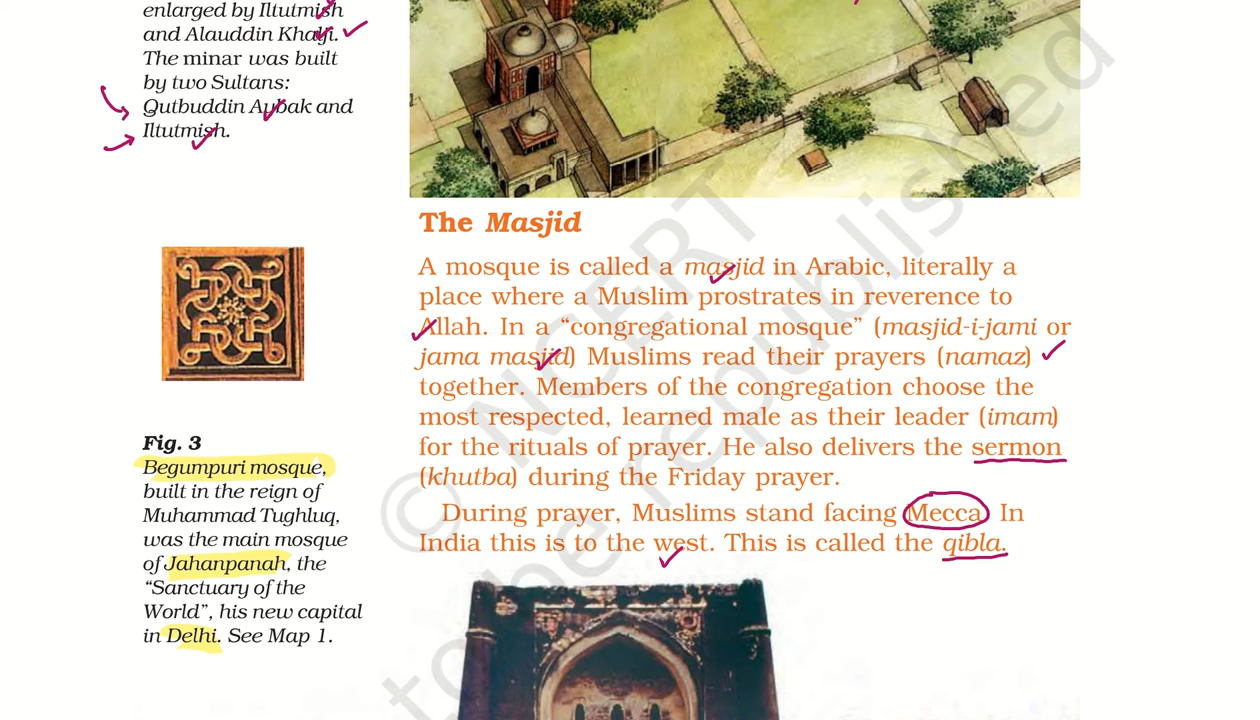 enlarged by Iltutmish
and Alauddin Khalji.
The minar was built
by two Sultans:
Qutbuddin Aybak and
Iltutmish.
The Masjid
A mosque is called a masjid in Arabic, literally a
place where a Muslim prostrates in reverence to
Allah. In a “congregational mosque” (masjid-i-jami or
jama masjid) Muslims read their prayers (namaz)
together. Members of the congregation choose the
most respected, learned male as their leader (imam)
for the rituals of prayer. He also delivers the sermon
(khutba) during the Friday prayer.
During prayer, Muslims stand facing Mecca. In
India this is to the west. This is called the qibla.
Fig. 3
Begumpuri mosque,
built in the reign of
Muhammad Tughluq,
was the main mosque
of Jahanpanah, the
“Sanctuary of the
World”, his new capital
in Delhi. See Map 1.
© NCERT
to be republished